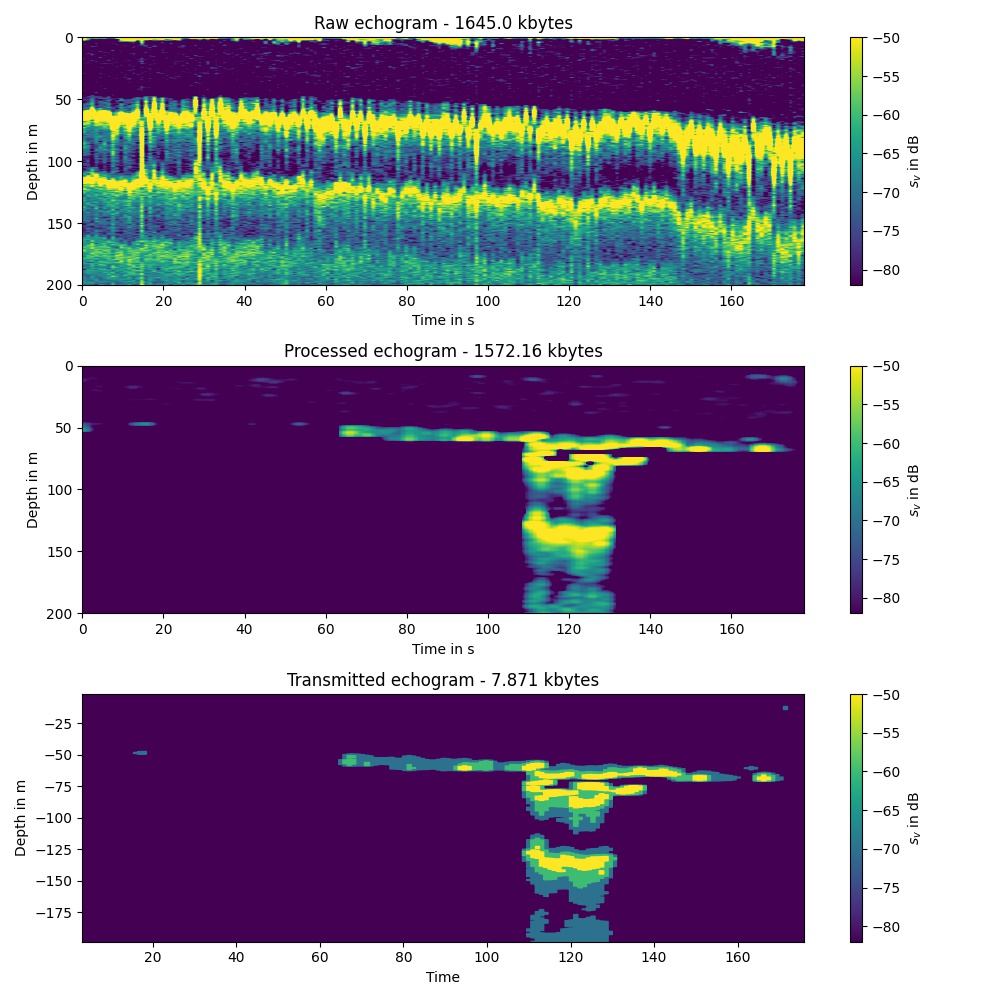 Raw echogram - 1645.0 kbytes
0
50
100
150
200
Depth in m
0 20 40 60 80 100 120 140 160
Time in s
−50
−55
−60
−65
−70
−75
−80
sv in dB
Processed echogram - 1572.16 kbytes
0
50
100
150
200
Depth in m
0 20 40 60 80 100 120 140 160
Time in s
−50
−55
−60
−65
−70
−75
−80
sv in dB
Transmitted echogram - 7.871 kbytes
−25
−50
−75
−100
−125
−150
−175
Depth in m
20 40 60 80 100 120 140 160
Time
−50
−55
−60
−65
−70
−75
−80
sv in dB